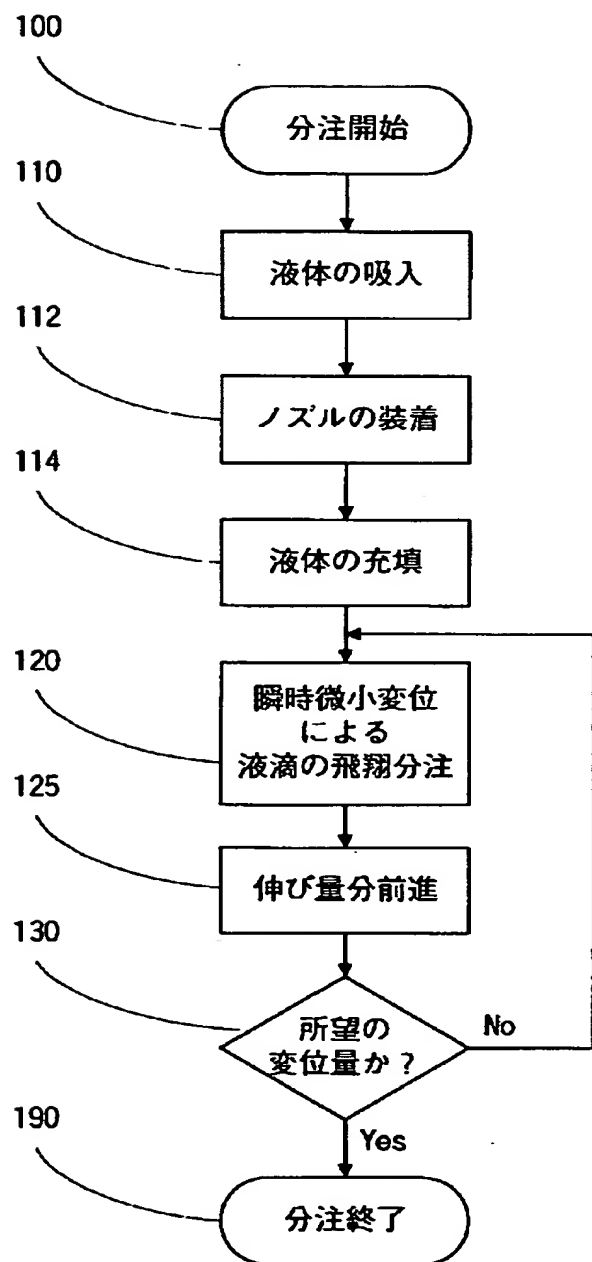 100
分注開始
110
液体の吸入
112
ノズルの装着
114
液体の充填
120
瞬時微小変位
による
液滴の飛翔分注
125
伸び量分前進
130
所望の
変位量か？
No
Yes
190
分注終了